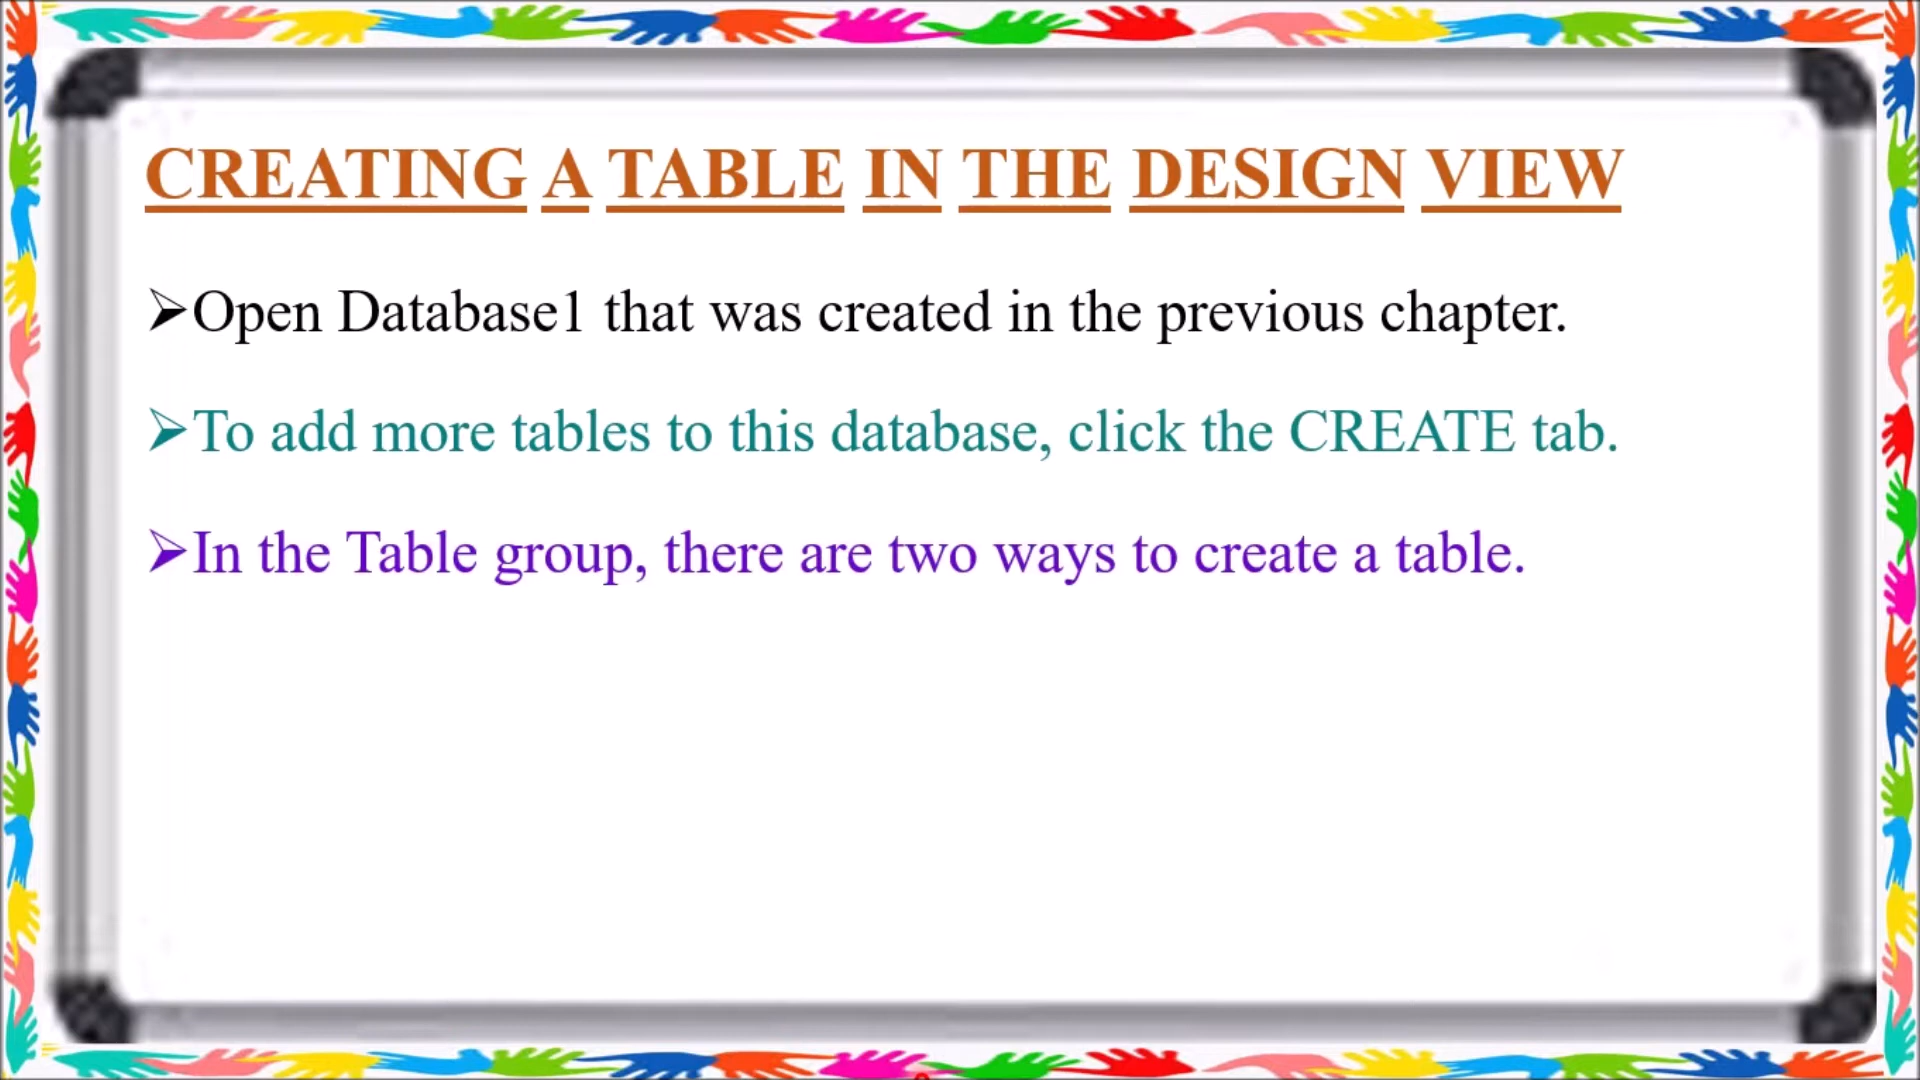 CREATING A TABLE IN THE DESIGN VIEW
➢Open Database1 that was created in the previous chapter.
➢To add more tables to this database, click the CREATE tab.
➢In the Table group, there are two ways to create a table.